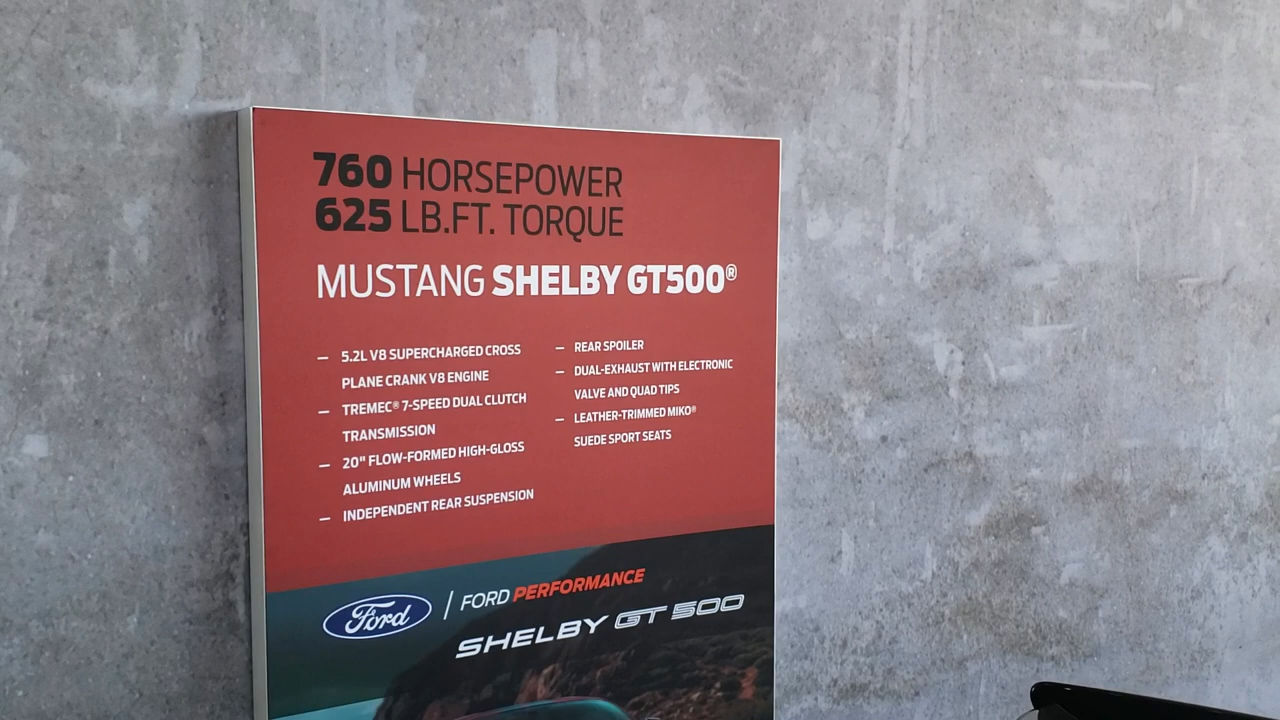 760 HORSEPOWER
625 LB.FT. TORQUE
MUSTANG SHELBY GT500®
– 5.2L V8 SUPERCHARGED CROSS
PLANE CRANK V8 ENGINE
– TREMEC® 7-SPEED DUAL CLUTCH
TRANSMISSION
– 20" FLOW-FORMED HIGH-GLOSS
ALUMINUM WHEELS
– INDEPENDENT REAR SUSPENSION
– REAR SPOILER
– DUAL-EXHAUST WITH ELECTRONIC
VALVE AND QUAD TIPS
– LEATHER-TRIMMED MIKO®
SUEDE SPORT SEATS
Ford | FORD PERFORMANCE
SHELBY GT 500